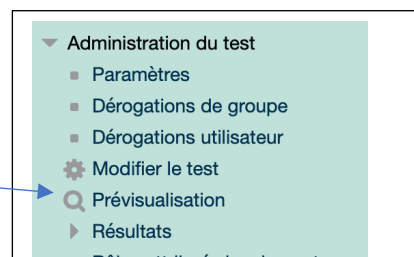 Administration du test
Paramètres
Dérogations de groupe
Dérogations utilisateur
Modifier le test
Prévisualisation
Résultats